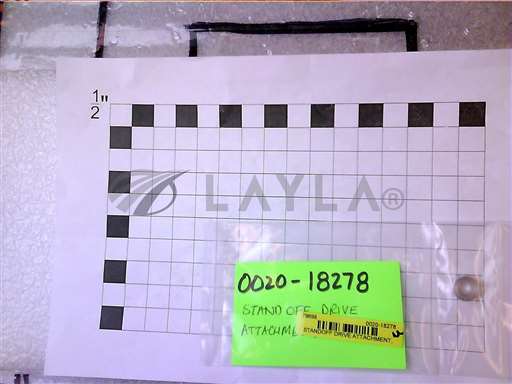 1"
2
LAYLA®
0020-18278
STAND OFF DRIVE
ATTACHME
0020-18278
STANDOFF DRIVE ATTACHMENT